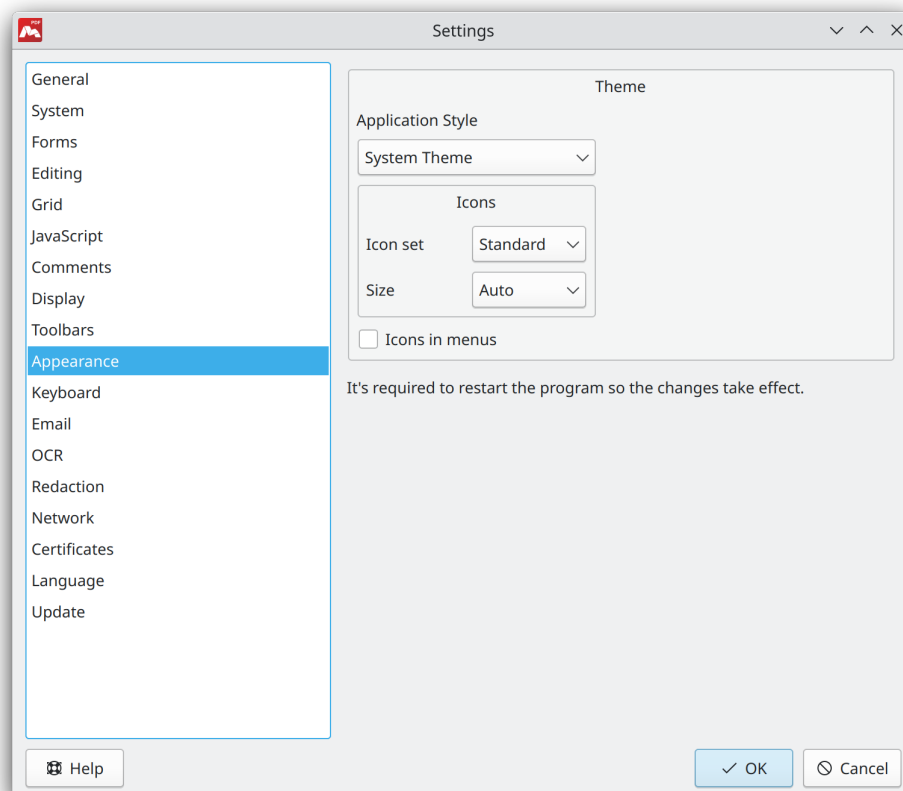 PDF
Settings
General
System
Forms
Editing
Grid
JavaScript
Comments
Display
Toolbars
Appearance
Keyboard
Email
OCR
Redaction
Network
Certificates
Language
Update
Theme
Application Style
System Theme
Icons
Icon set Standard
Size Auto
Icons in menus
It's required to restart the program so the changes take effect.
Help
OK
Cancel